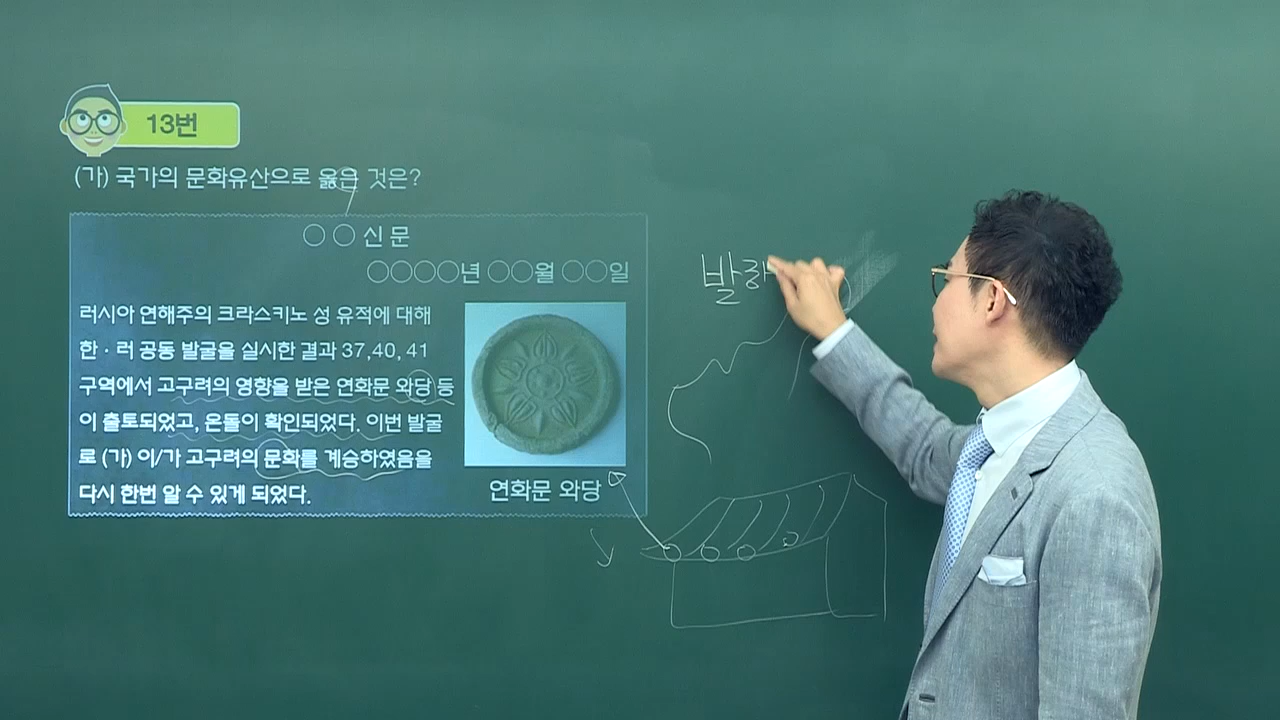 13번
(가) 국가의 문화유산으로 옳은 것은?
○○신문
○○○○년 ○○월 ○○일
러시아 연해주의 크라스키노 성 유적에 대해
한·러 공동 발굴을 실시한 결과 37,40, 41
구역에서 고구려의 영향을 받은 연화문 와당 등
이 출토되었고, 온돌이 확인되었다. 이번 발굴
로 (가) 이/가 고구려의 문화를 계승하였음을
다시 한번 알 수 있게 되었다.
연화문 와당
발